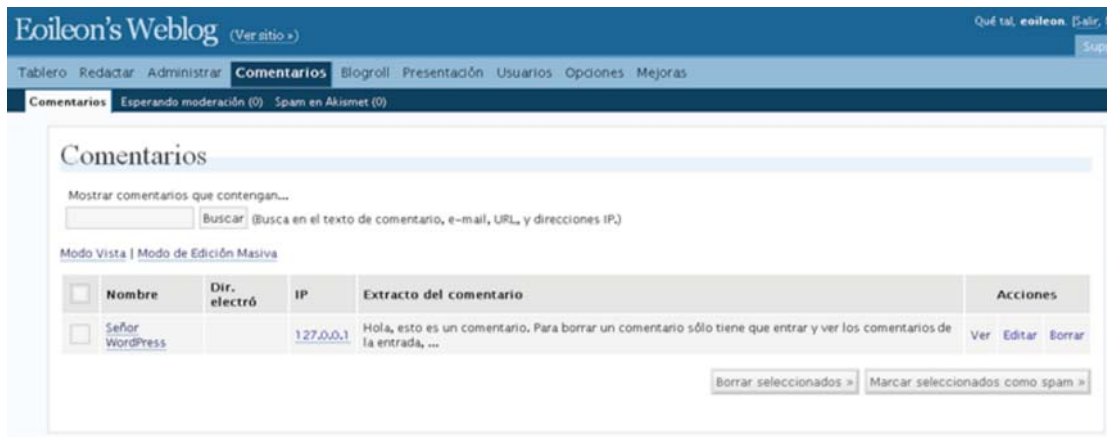 Eoileon's Weblog (Ver sitio »)
Qué tal, eoileon. [Salir,
Tablero Redactar Administrar Comentarios Blogroll Presentación Usuarios Opciones Mejoras
Comentarios Esperando moderación (0) Spam en Akismet (0)
Comentarios
Mostrar comentarios que contengan...
Buscar (Busca en el texto de comentario, e-mail, URL, y direcciones IP.)
Modo Vista | Modo de Edición Masiva
Nombre Dir. electró IP Extracto del comentario Acciones
Señor WordPress 127.0.0.1 Hola, esto es un comentario. Para borrar un comentario sólo tiene que entrar y ver los comentarios de
la entrada, ... Ver Editar Borrar
Borrar seleccionados » Marcar seleccionados como spam »